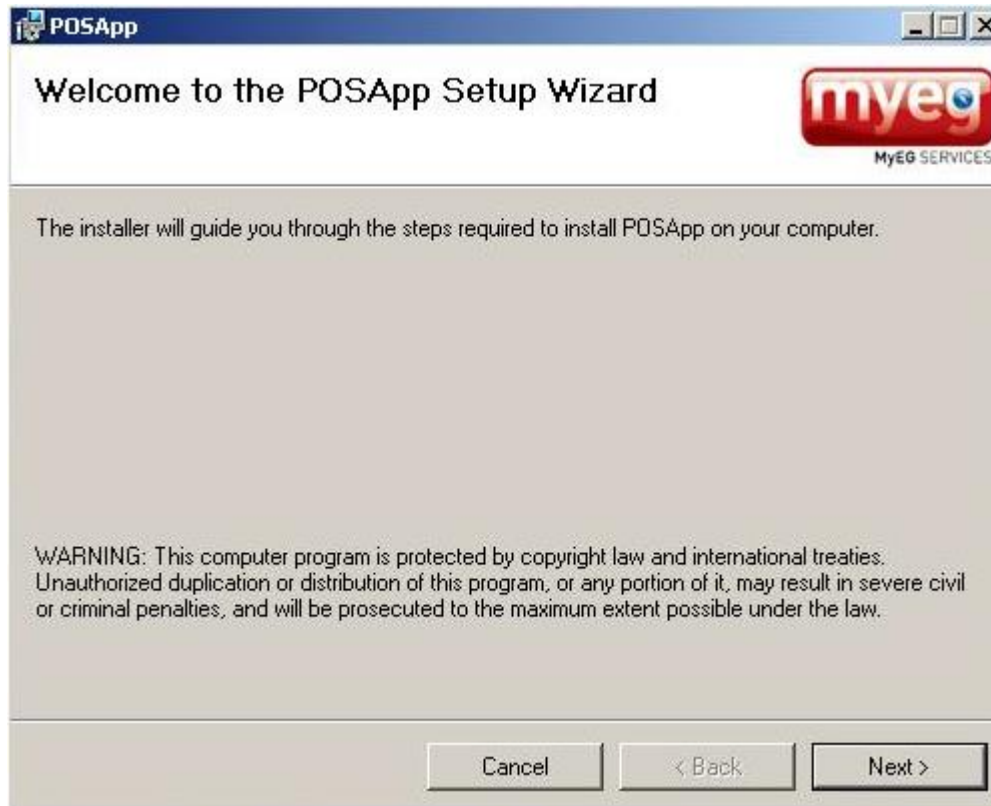 POSApp
Welcome to the POSApp Setup Wizard
myeg
MyEG SERVICES
The installer will guide you through the steps required to install POSApp on your computer.
WARNING: This computer program is protected by copyright law and international treaties.
Unauthorized duplication or distribution of this program, or any portion of it, may result in severe civil
or criminal penalties, and will be prosecuted to the maximum extent possible under the law.
Cancel
< Back
Next >